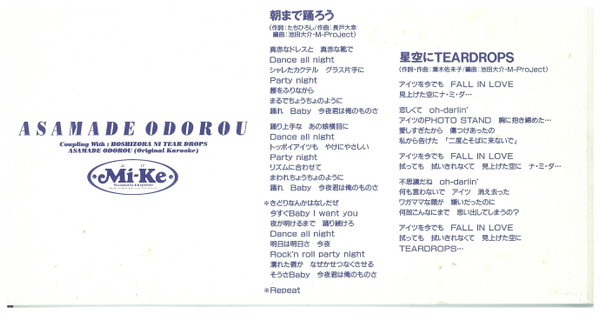 ASAMADE ODOROU
Coupling With : HOSHIZORA NI TEAR DROPS
ASAMADE ODOROU (Original Karaoke)
Mi-Ke
朝まで踊ろう
(作詞:たちひろし/作曲:長戸大幸
編曲:池田大介・M-Project)
真赤なドレスと 真赤な靴で
Dance all night
シャレたカクテル グラス片手に
Party night
腰をふりながら
まるでちょうちょのように
踊れ Baby 今夜君は俺のものさ
踊り上手な あの娘横目に
Dance all night
トッポイアイツも やけにやさしい
Party night
リズムに合わせて
まわれちょうちょのように
踊れ Baby 今夜君は俺のものさ
※きどりなんかはなしだぜ
今すぐBaby I want you
夜が明けるまで 踊り続けろ
Dance all night
明日は明日さ 今夜
Rock'n roll party night
濡れた唇が なぜかせつなくさせる
そうさBaby 今夜君は俺のものさ
※Repeat
星空にTEARDROPS
(作詩・作曲:瀬木佐未子/編曲:池田大介・M-Project)
アイツを今でも FALL IN LOVE
見上げた空にナ・ミ・ダ…
恋しくて oh-darlin'
アイツのPHOTO STAND 胸に抱き締めた…
愛しすぎたから 傷つけあったの
私から告げた 「二度とそばに来ないで」
アイツを今でも FALL IN LOVE
拭っても 拭いきれなくて 見上げた空に ナ・ミ・ダ…
不思議だね oh-darlin'
何も言わないで アイツ 消え去った
ワガママな顔が 嫌いだったのに
何故こんなにまで 思い出してしまうの?
アイツを今でも FALL IN LOVE
拭っても 拭いきれなくて 見上げた空に
TEARDROPS…